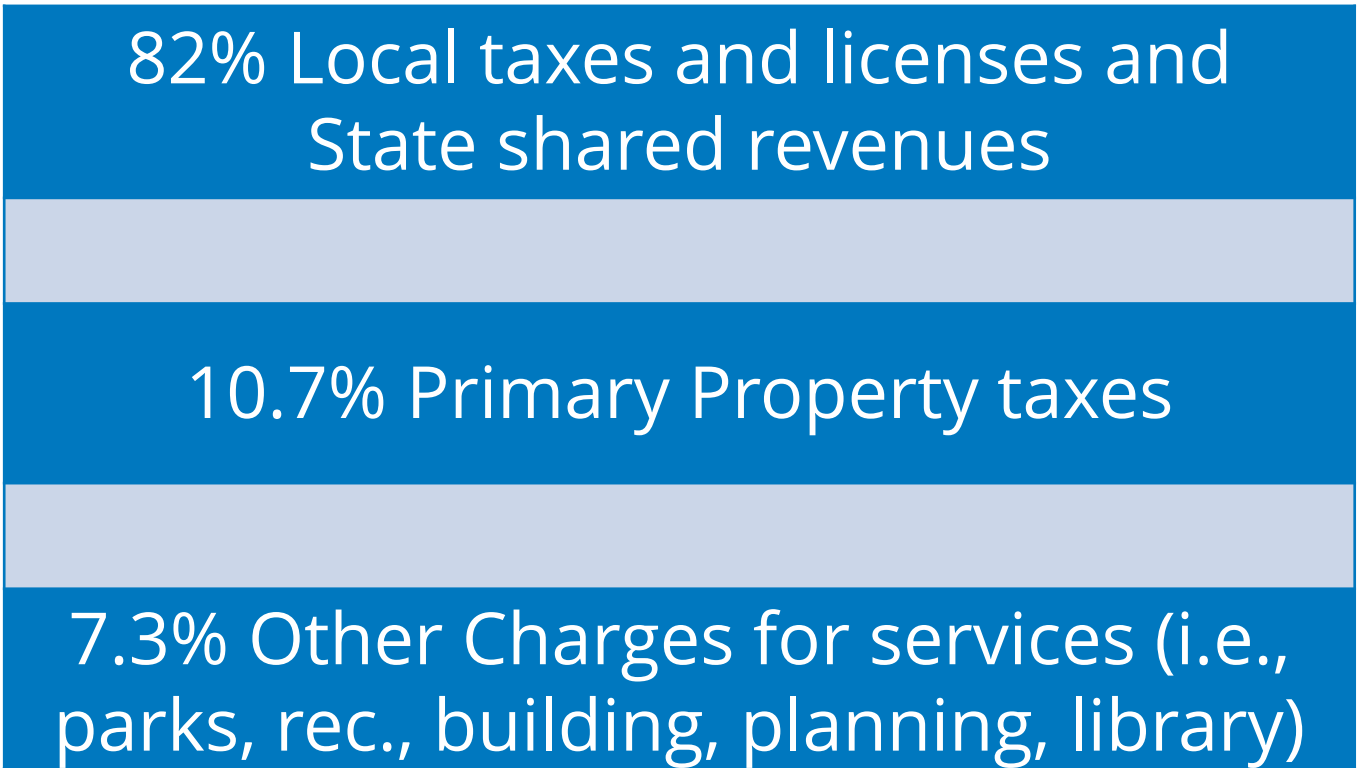 82% Local taxes and licenses and
State shared revenues
10.7% Primary Property taxes
7.3% Other Charges for services (i.e.,
parks, rec., building, planning, library)